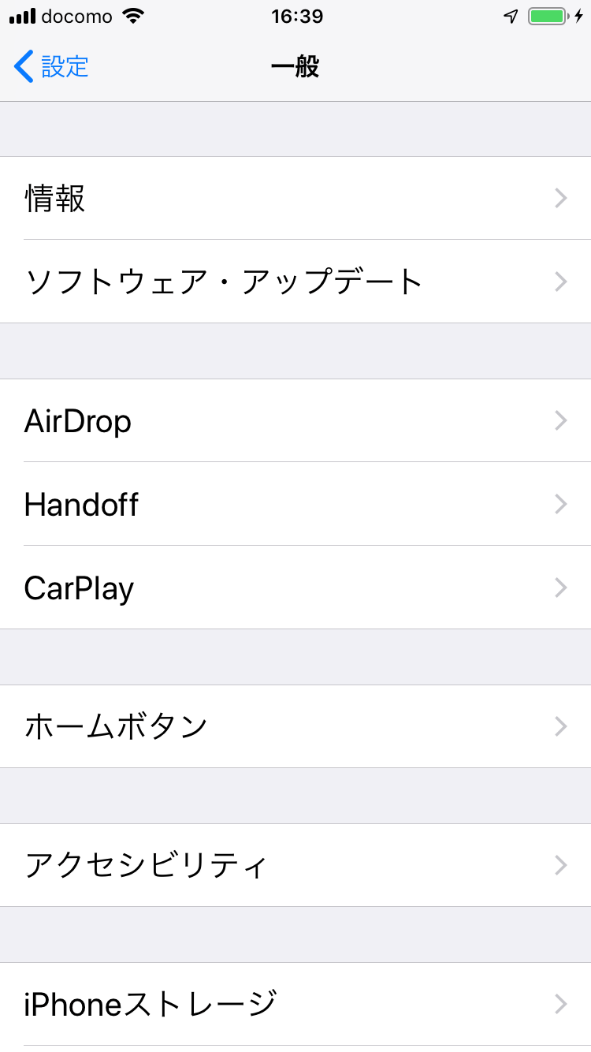 docomo 16:39
設定 一般
情報
ソフトウェア・アップデート
AirDrop
Handoff
CarPlay
ホームボタン
アクセシビリティ
iPhoneストレージ